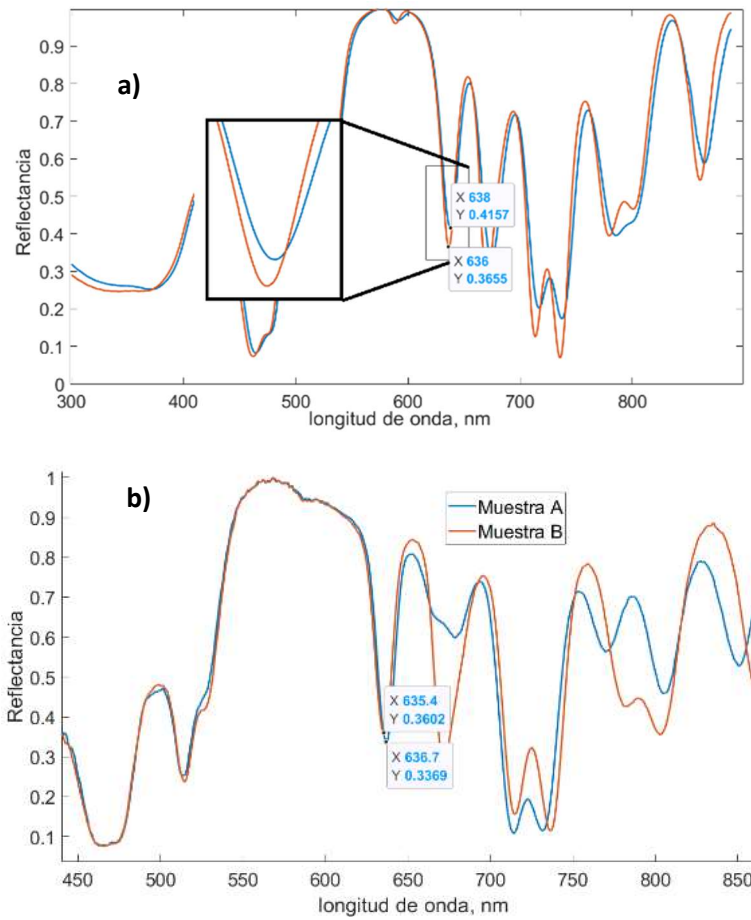 a)
Reflectancia
0.9
0.8
0.7
0.6
0.5
0.4
0.3
0.2
0.1
0
300
400
500
600
700
800
longitud de onda, nm
X 638
Y 0.4157
X 636
Y 0.3655
b)
Reflectancia
1
0.9
0.8
0.7
0.6
0.5
0.4
0.3
0.2
0.1
450
500
550
600
650
700
750
800
850
longitud de onda, nm
Muestra A
Muestra B
X 635.4
Y 0.3602
X 636.7
Y 0.3369